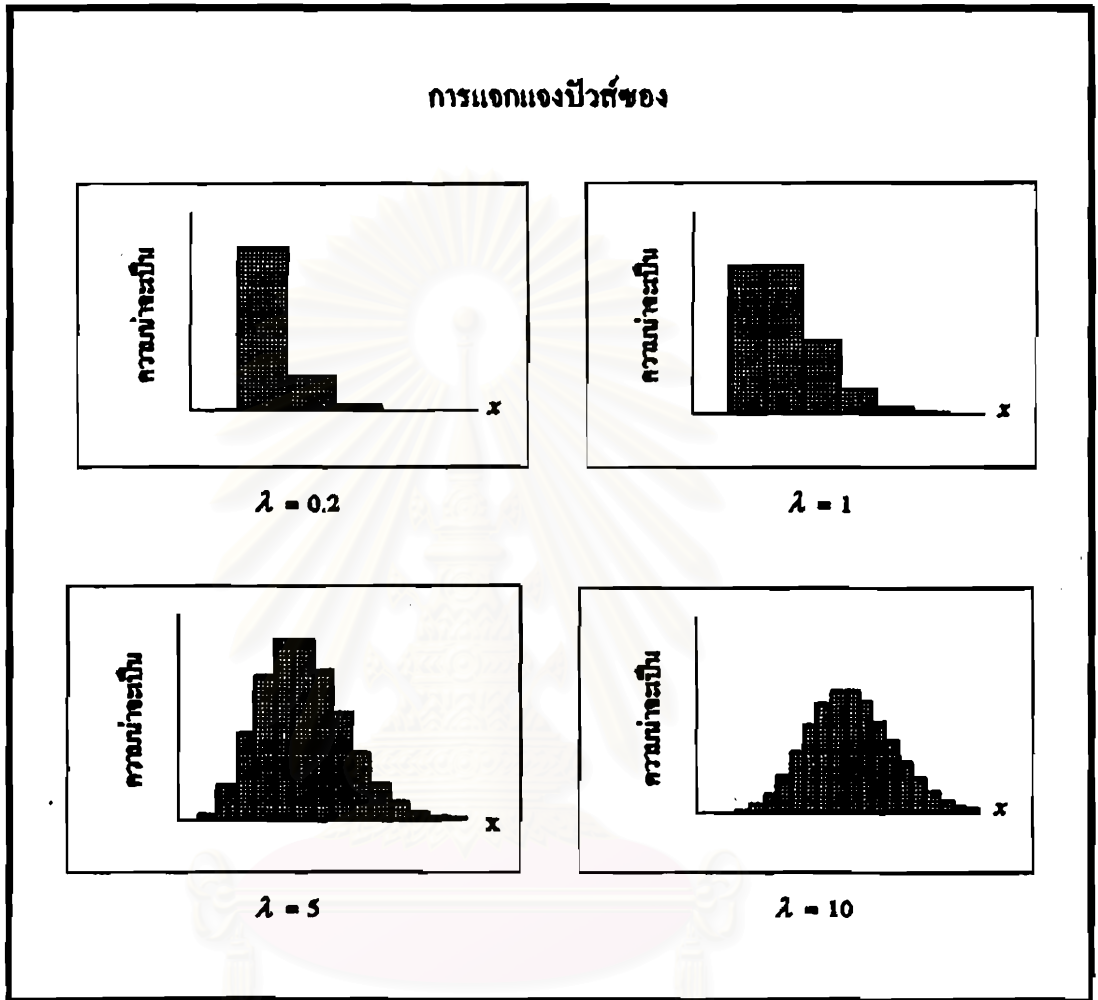 การแจกแจงปัวส์ซอง
ความน่าจะเป็น
x
λ = 0.2
ความน่าจะเป็น
x
λ = 1
ความน่าจะเป็น
x
λ = 5
ความน่าจะเป็น
x
λ = 10